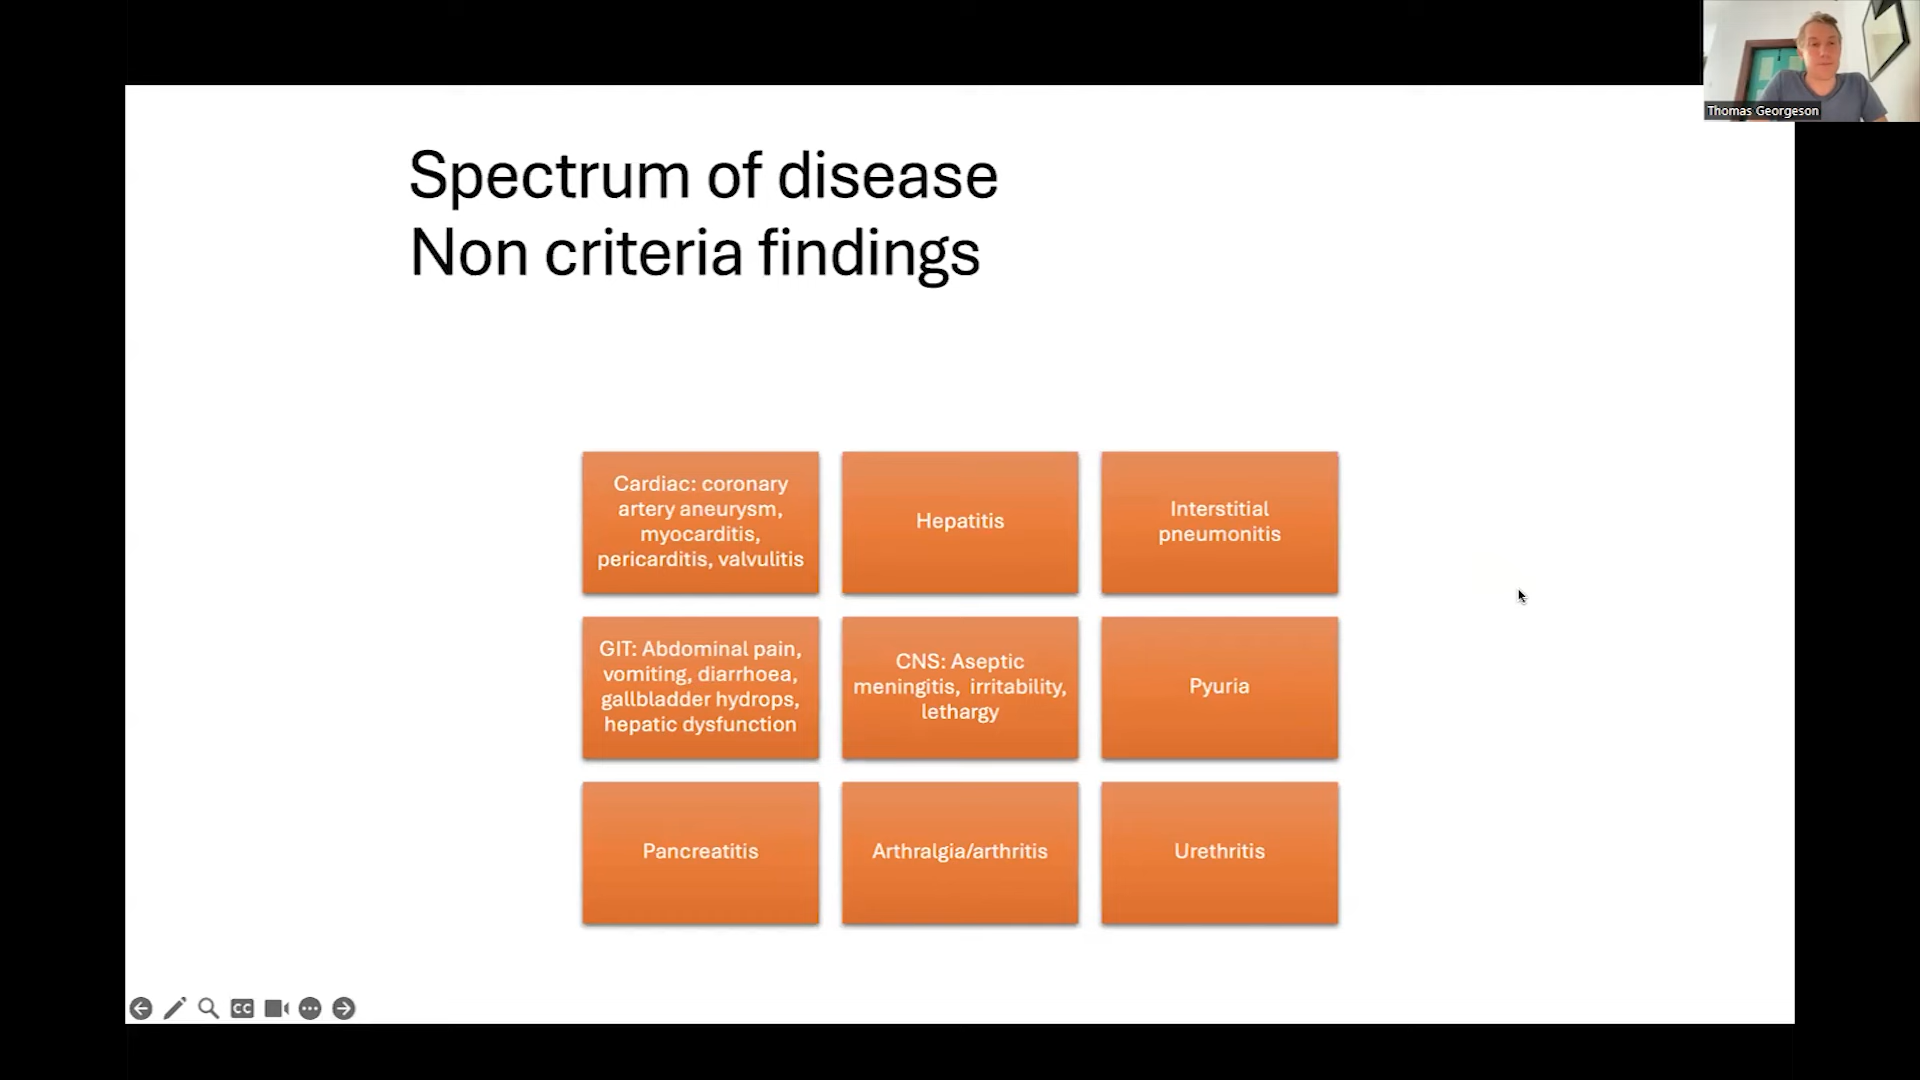 Thomas Georgeson
Spectrum of disease
Non criteria findings
Cardiac: coronary
artery aneurysm,
myocarditis,
pericarditis, valvulitis
Hepatitis
Interstitial
pneumonitis
GIT: Abdominal pain,
vomiting, diarrhoea,
gallbladder hydrops,
hepatic dysfunction
CNS: Aseptic
meningitis, irritability,
lethargy
Pyuria
Pancreatitis
Arthralgia/arthritis
Urethritis
CC